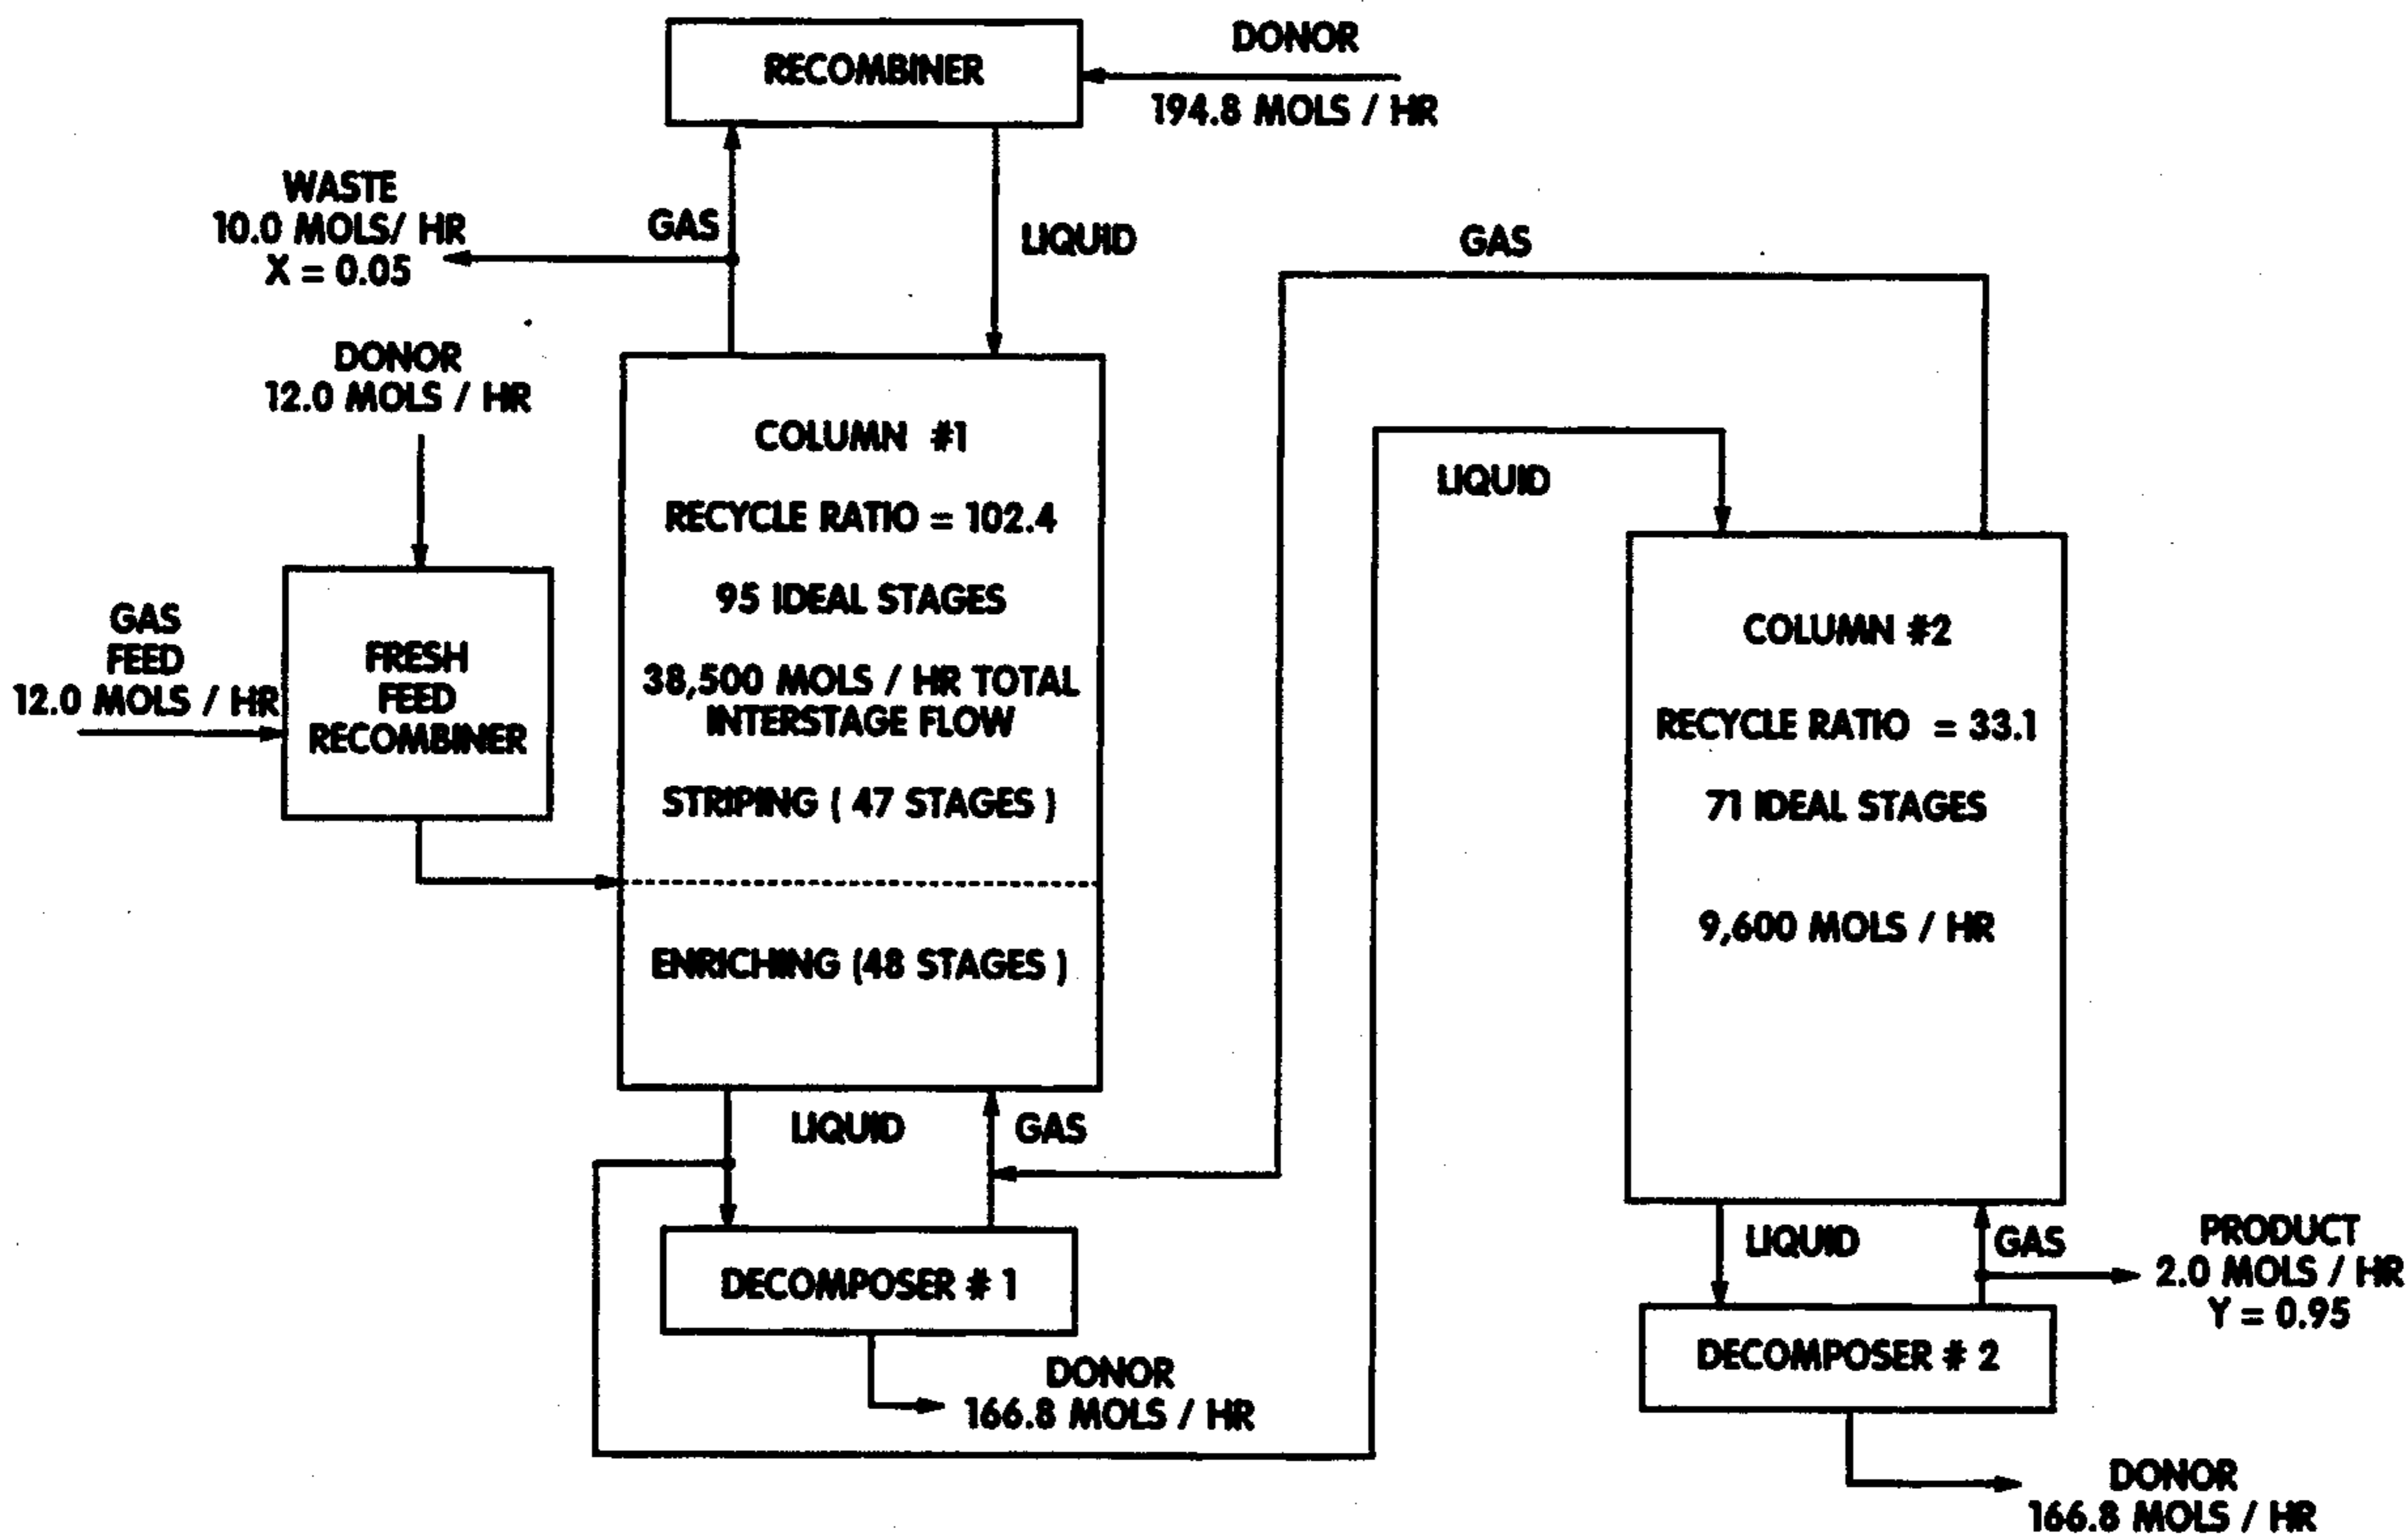 RECOMBINER
DONOR
194.8 MOLS / HR
WASTE
10.0 MOLS/ HR
X = 0.05
GAS
LIQUID
GAS
DONOR
12.0 MOLS / HR
COLUMN #1
RECYCLE RATIO = 102.4
95 IDEAL STAGES
38,500 MOLS / HR TOTAL
INTERSTAGE FLOW
STRIPING ( 47 STAGES )
ENRICHING (48 STAGES )
LIQUID
GAS
FEED
12.0 MOLS / HR
FRESH
FEED
RECOMBINER
COLUMN #2
RECYCLE RATIO = 33.1
71 IDEAL STAGES
9,600 MOLS / HR
LIQUID
GAS
DECOMPOSER # 1
DONOR
166.8 MOLS / HR
LIQUID
GAS
PRODUCT
2.0 MOLS / HR
Y = 0.95
DECOMPOSER # 2
DONOR
166.8 MOLS / HR